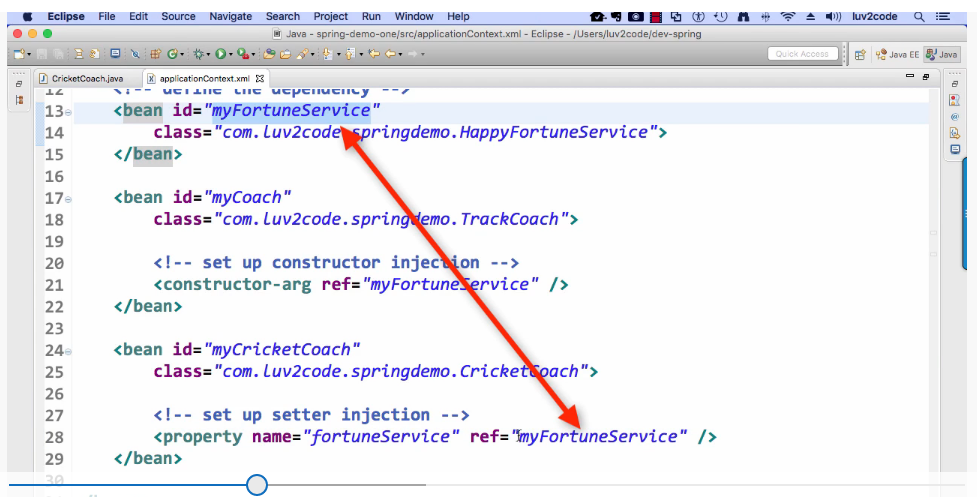 Eclipse File Edit Source Navigate Search Project Run Window Help luv2code
Java - spring-demo-one/src/applicationContext.xml - Eclipse - /Users/luv2code/dev-spring
Quick Access Java EE Java
CricketCoach.java applicationContext.xml
12 <!-- define the dependency -->
13 <bean id="myFortuneService"
14 class="com.luv2code.springdemo.HappyFortuneService">
15 </bean>
16
17 <bean id="myCoach"
18 class="com.luv2code.springdemo.TrackCoach">
19
20 <!-- set up constructor injection -->
21 <constructor-arg ref="myFortuneService" />
22 </bean>
23
24 <bean id="myCricketCoach"
25 class="com.luv2code.springdemo.CricketCoach">
26
27 <!-- set up setter injection -->
28 <property name="fortuneService" ref="myFortuneService" />
29 </bean>
30